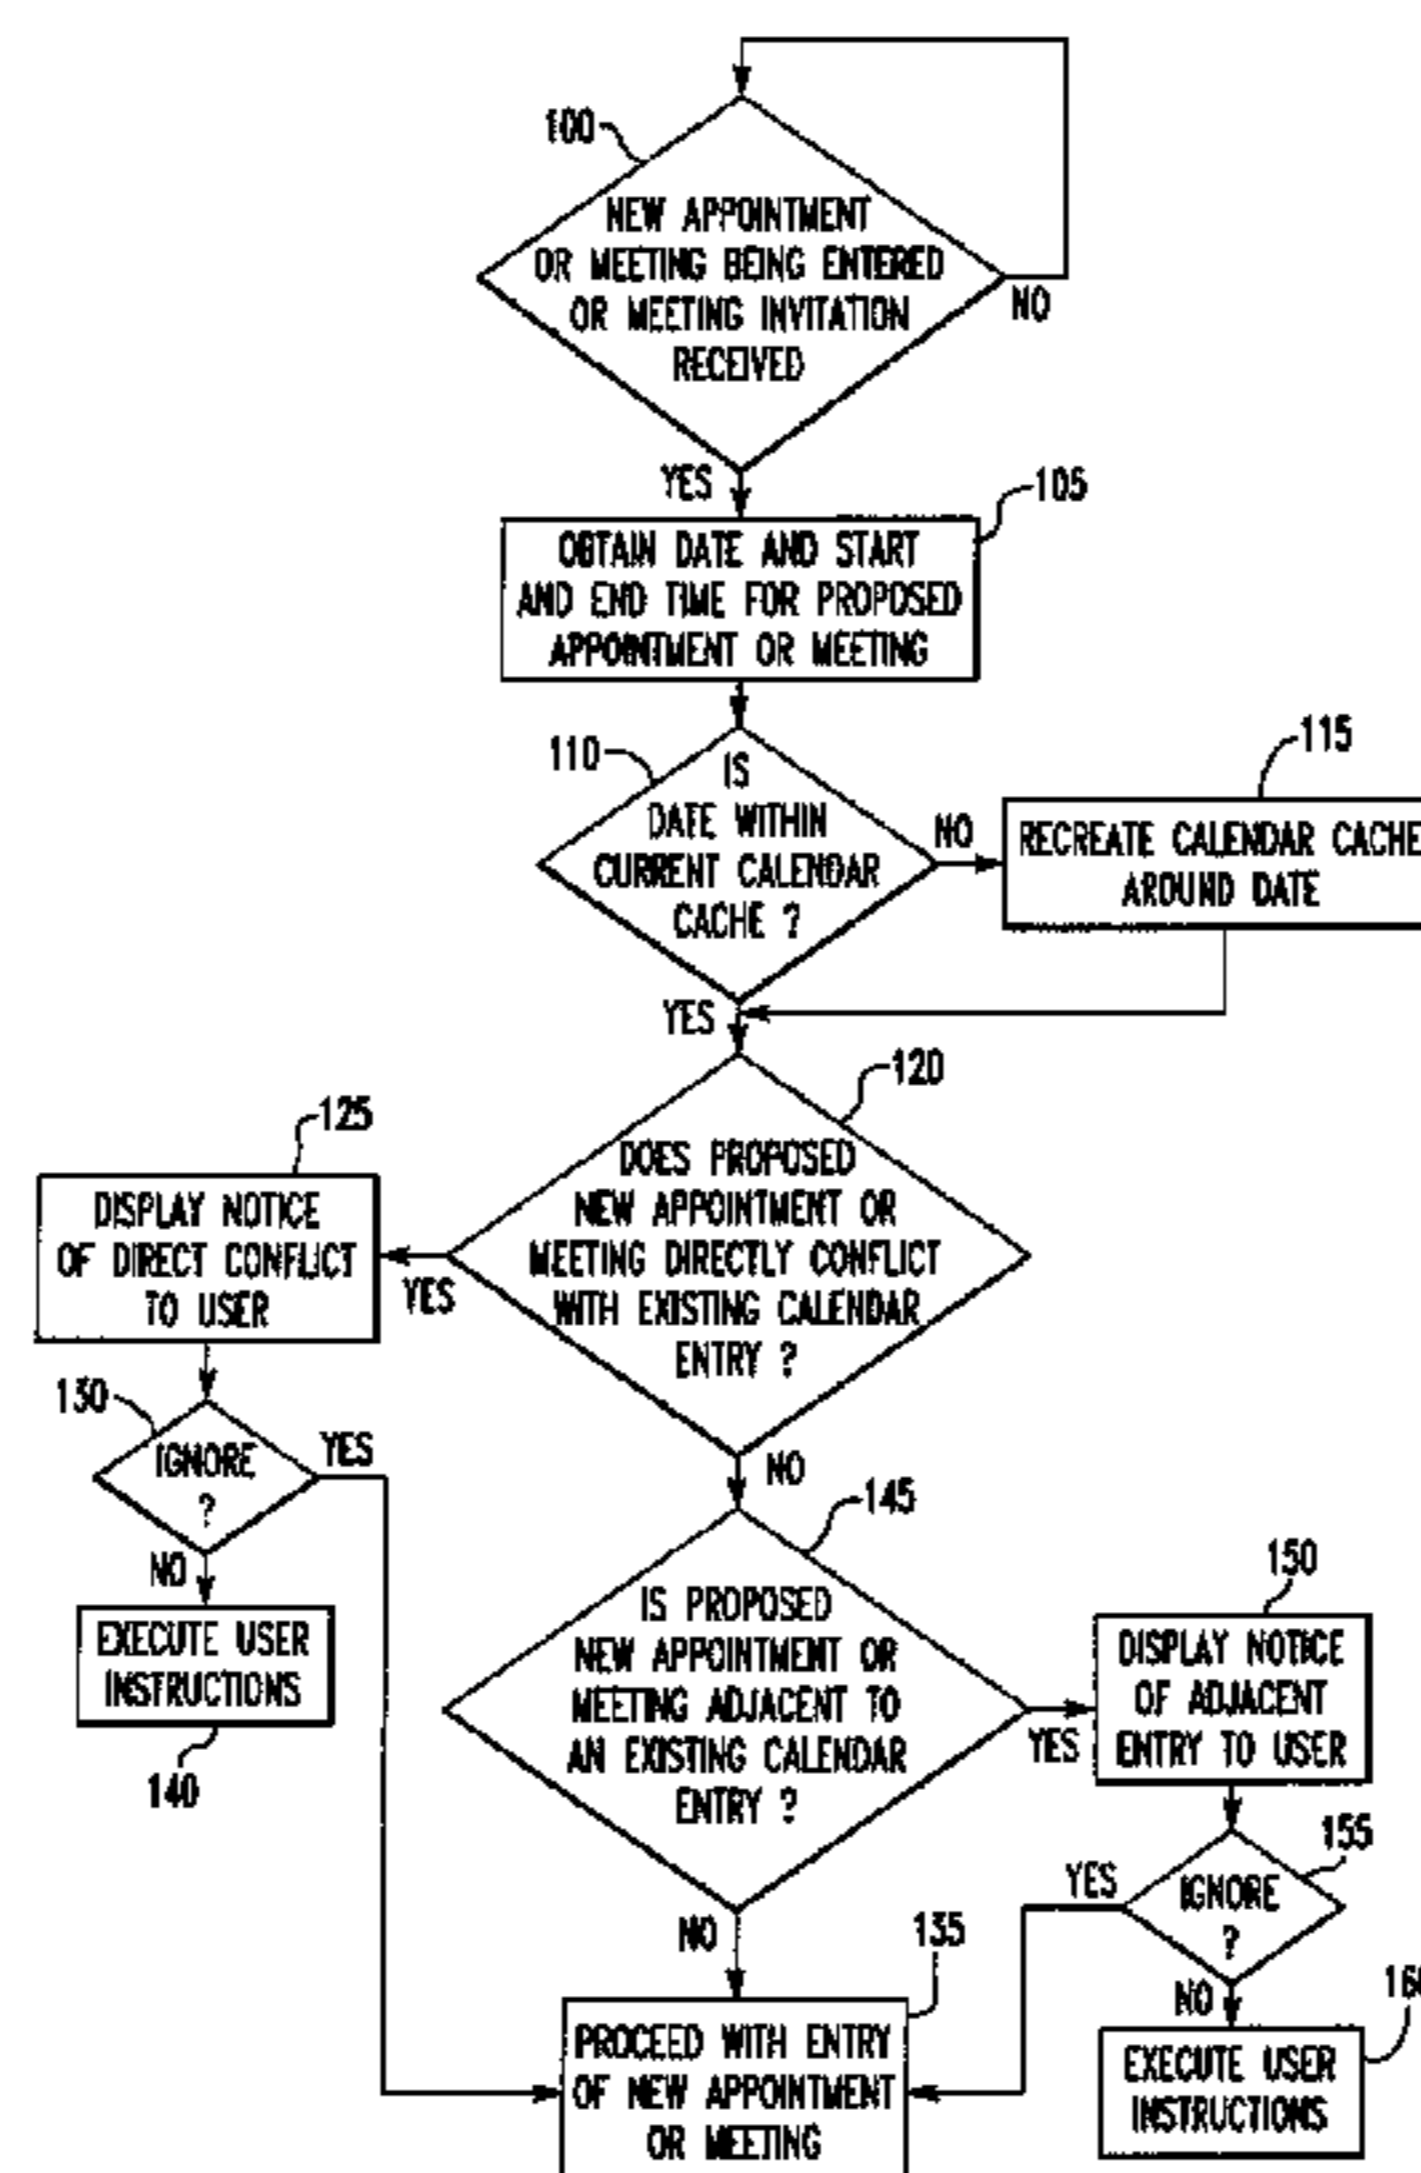 100
NEW APPOINTMENT
OR MEETING BEING ENTERED
OR MEETING INVITATION
RECEIVED
NO
YES
105
OBTAIN DATE AND START
AND END TIME FOR PROPOSED
APPOINTMENT OR MEETING
110
IS
DATE WITHIN
CURRENT CALENDAR
CACHE ?
NO
115
RECREATE CALENDAR CACHE
AROUND DATE
YES
120
DOES PROPOSED
NEW APPOINTMENT OR
MEETING DIRECTLY CONFLICT
WITH EXISTING CALENDAR
ENTRY ?
YES
125
DISPLAY NOTICE
OF DIRECT CONFLICT
TO USER
130
IGNORE
?
YES
NO
EXECUTE USER
INSTRUCTIONS
140
NO
145
IS PROPOSED
NEW APPOINTMENT OR
MEETING ADJACENT TO
AN EXISTING CALENDAR
ENTRY ?
YES
150
DISPLAY NOTICE
OF ADJACENT
ENTRY TO USER
155
IGNORE
?
YES
NO
160
EXECUTE USER
INSTRUCTIONS
NO
135
PROCEED WITH ENTRY
OF NEW APPOINTMENT
OR MEETING